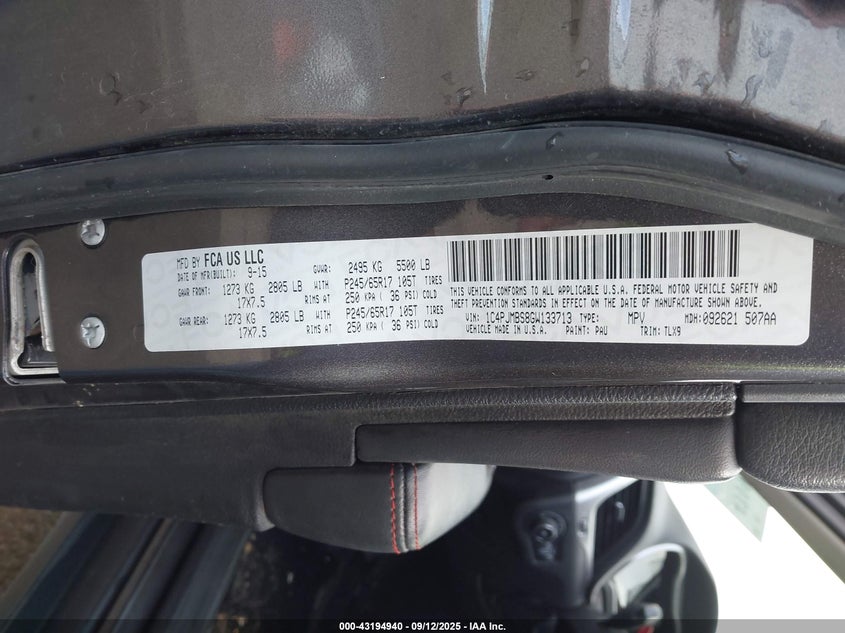 MFD BY FCA US LLC
DATE OF MFR(BUILT): 9-15 GVWR: 2495 KG 5500 LB
GAWR FRONT: 1273 KG 2805 LB WITH P245/65R17 105T TIRES
17X7.5 RIMS AT 250 KPA ( 36 PSI) COLD
GAWR REAR: 1273 KG 2805 LB WITH P245/65R17 105T TIRES
17X7.5 RIMS AT 250 KPA ( 36 PSI) COLD
THIS VEHICLE CONFORMS TO ALL APPLICABLE U.S.A. FEDERAL MOTOR VEHICLE SAFETY AND
THEFT PREVENTION STANDARDS IN EFFECT ON THE DATE OF MANUFACTURE SHOWN ABOVE.
VIN: 1C4PJMBS8GW133713 TYPE: MPV MDH: 092621 507AA
VEHICLE MADE IN U.S.A. PAINT: PAU TRIM: TLX9
000-43194940 - 09/12/2025 - IAA Inc.